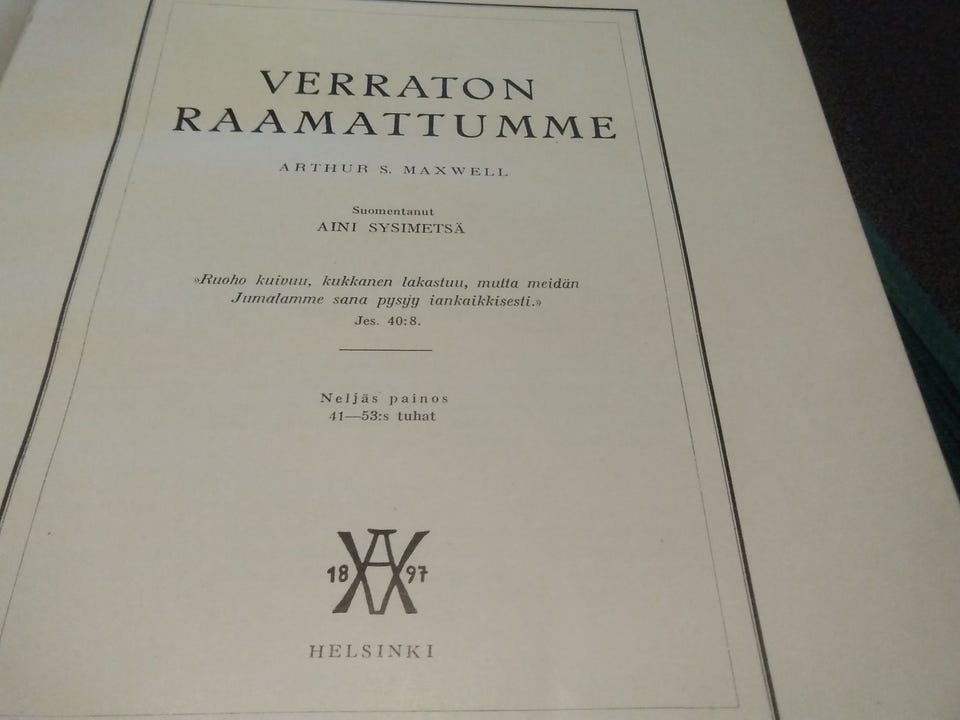 VERRATON
RAAMATTUMME
ARTHUR S. MAXWELL
Suomentanut
AINI SYSIMETSÄ
»Ruoho kuivuu, kukkanen lakastuu, mutta meidän
Jumalamme sana pysyy iankaikkisesti.»
Jes. 40:8.
Neljäs painos
41—53:s tuhat
18 97
HELSINKI